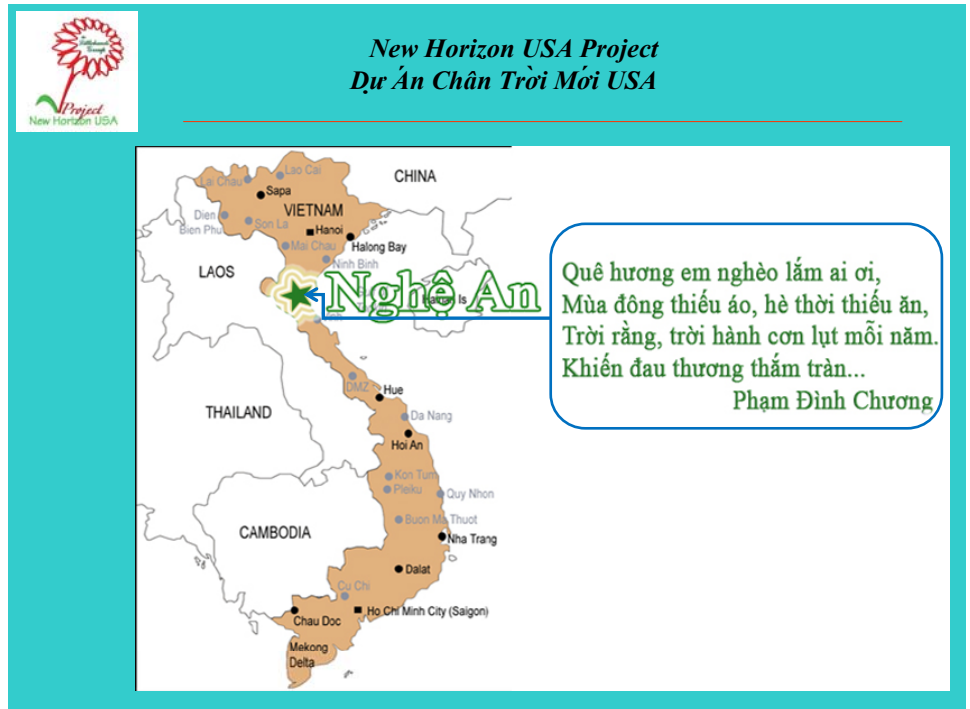 The
Littlehearts
Group
Project
New Horizon USA
New Horizon USA Project
Dự Án Chân Trời Mới USA
CHINA
Lao Cai
Lai Chau
Sapa
VIETNAM
Dien
Bien Phu
Son La
Hanoi
Mai Chau
Halong Bay
Ninh Binh
LAOS
Nghệ An
Hainan Is
Quê hương em nghèo lắm ai ơi,
Mùa đông thiếu áo, hè thời thiếu ăn,
Trời rằng, trời hành cơn lụt mỗi năm.
Khiến đau thương thắm tràn...
Phạm Đình Chương
DMZ
Hue
THAILAND
Da Nang
Hoi An
Kon Tum
Pleiku
Quy Nhon
Buon Ma Thuot
CAMBODIA
Nha Trang
Dalat
Cu Chi
Ho Chi Minh City (Saigon)
Chau Doc
Mekong
Delta